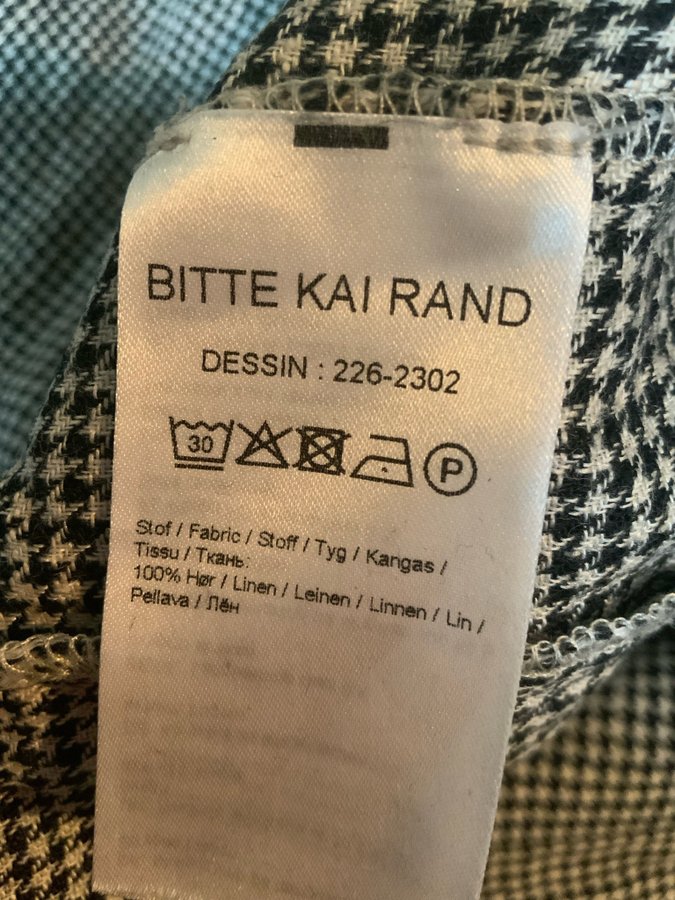 BITTE KAI RAND
DESSIN : 226-2302
30 P
Stof / Fabric / Stoff / Tyg / Kangas /
Tissu / Ткань:
100% Hør / Linen / Leinen / Linnen / Lin /
Pellava / Лён
/